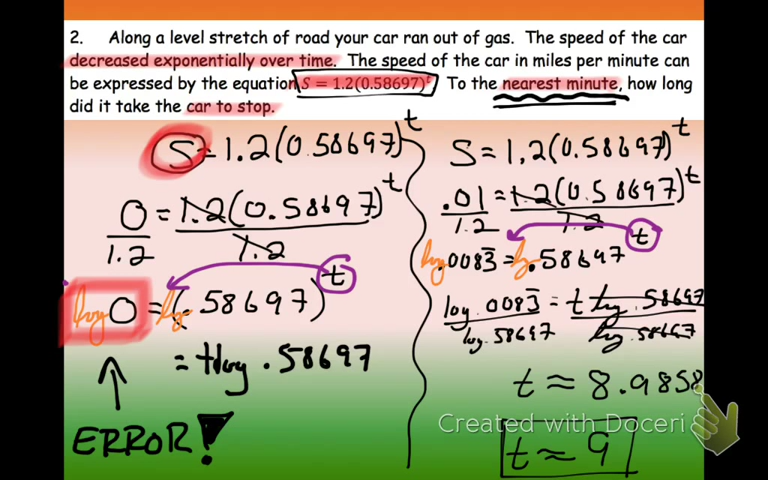 2. Along a level stretch of road your car ran out of gas. The speed of the car
decreased exponentially over time. The speed of the car in miles per minute can
be expressed by the equation S = 1.2(0.58697)ᵗ To the nearest minute, how long
did it take the car to stop.
S = 1.2(0.58697)ᵗ
0 = 1.2(0.58697)ᵗ
1.2 1.2
log 0 = log (.58697)ᵗ
= t log .58697
ERROR!
S = 1.2(0.58697)ᵗ
.01 = 1.2(0.58697)ᵗ
1.2 1.2
log .0083̅ = log .58697 t
log .0083̅ = t log .58697
log .58697 log .58697
t ≈ 8.9858
Created with Doceri
t ≈ 9